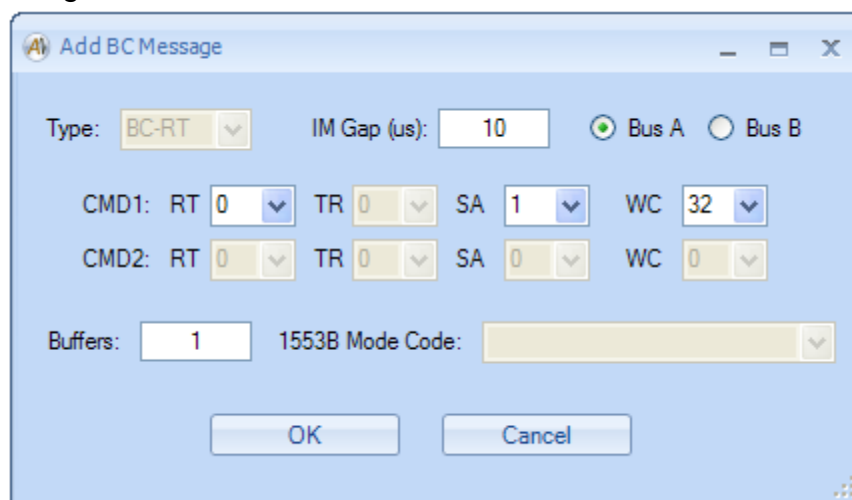 Add BC Message
Type: BC-RT IM Gap (us): 10 Bus A Bus B
CMD1: RT 0 TR 0 SA 1 WC 32
CMD2: RT 0 TR 0 SA 0 WC 0
Buffers: 1 1553B Mode Code:
OK Cancel